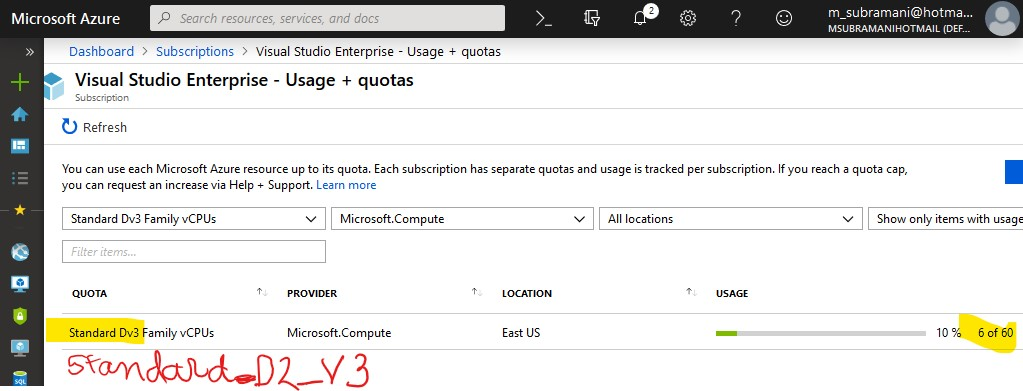 Microsoft Azure
Search resources, services, and docs
2
m_subramani@hotma...
MSUBRAMANIHOTMAIL (DEF...
Dashboard > Subscriptions > Visual Studio Enterprise - Usage + quotas
Visual Studio Enterprise - Usage + quotas
Subscription
Refresh
You can use each Microsoft Azure resource up to its quota. Each subscription has separate quotas and usage is tracked per subscription. If you reach a quota cap,
you can request an increase via Help + Support. Learn more
Standard Dv3 Family vCPUs
Microsoft.Compute
All locations
Show only items with usage
Filter items...
QUOTA PROVIDER LOCATION USAGE
Standard Dv3 Family vCPUs Microsoft.Compute East US 10 % 6 of 60
Standard_D2_V3
SQL